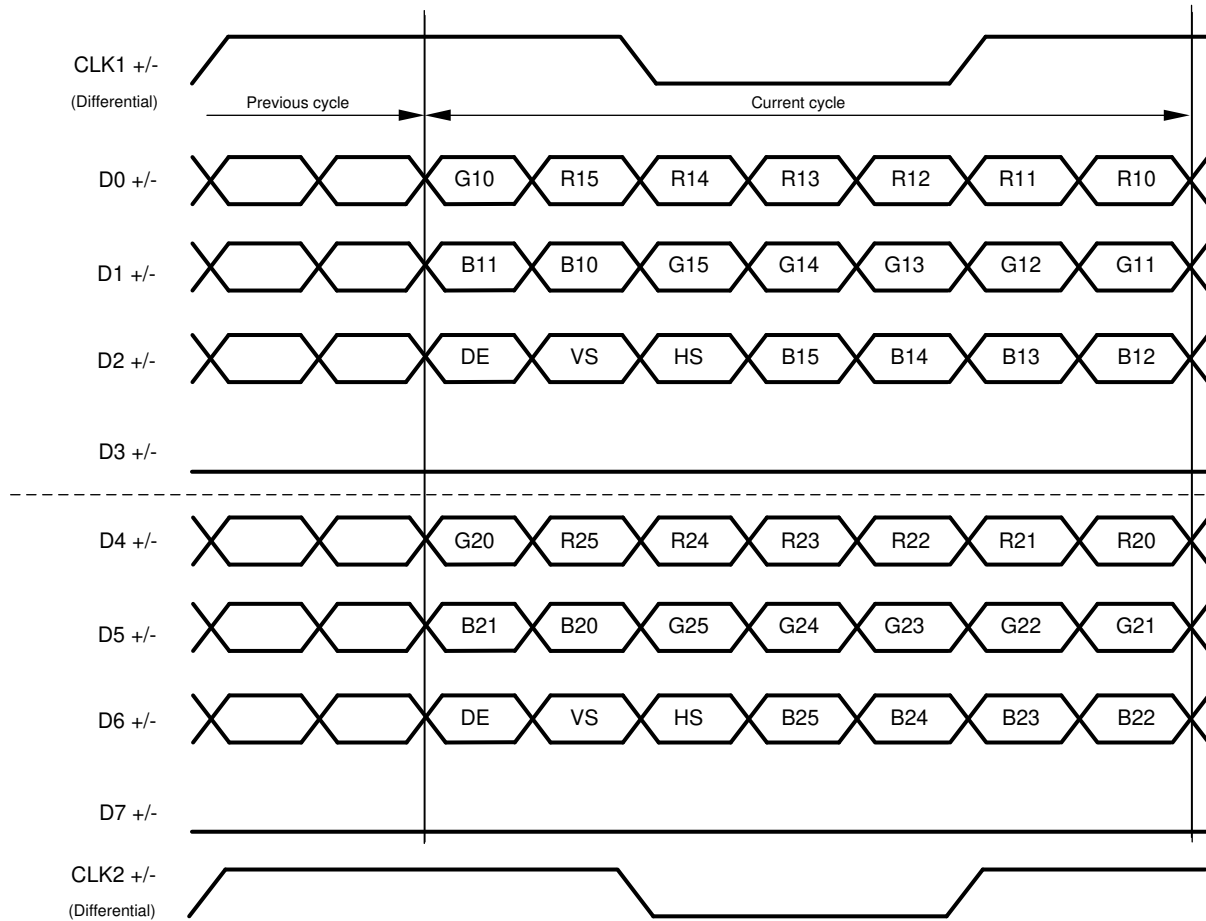 CLK1 +/-
(Differential)
Previous cycle
Current cycle
D0 +/-
G10 R15 R14 R13 R12 R11 R10
D1 +/-
B11 B10 G15 G14 G13 G12 G11
D2 +/-
DE VS HS B15 B14 B13 B12
D3 +/-
D4 +/-
G20 R25 R24 R23 R22 R21 R20
D5 +/-
B21 B20 G25 G24 G23 G22 G21
D6 +/-
DE VS HS B25 B24 B23 B22
D7 +/-
CLK2 +/-
(Differential)